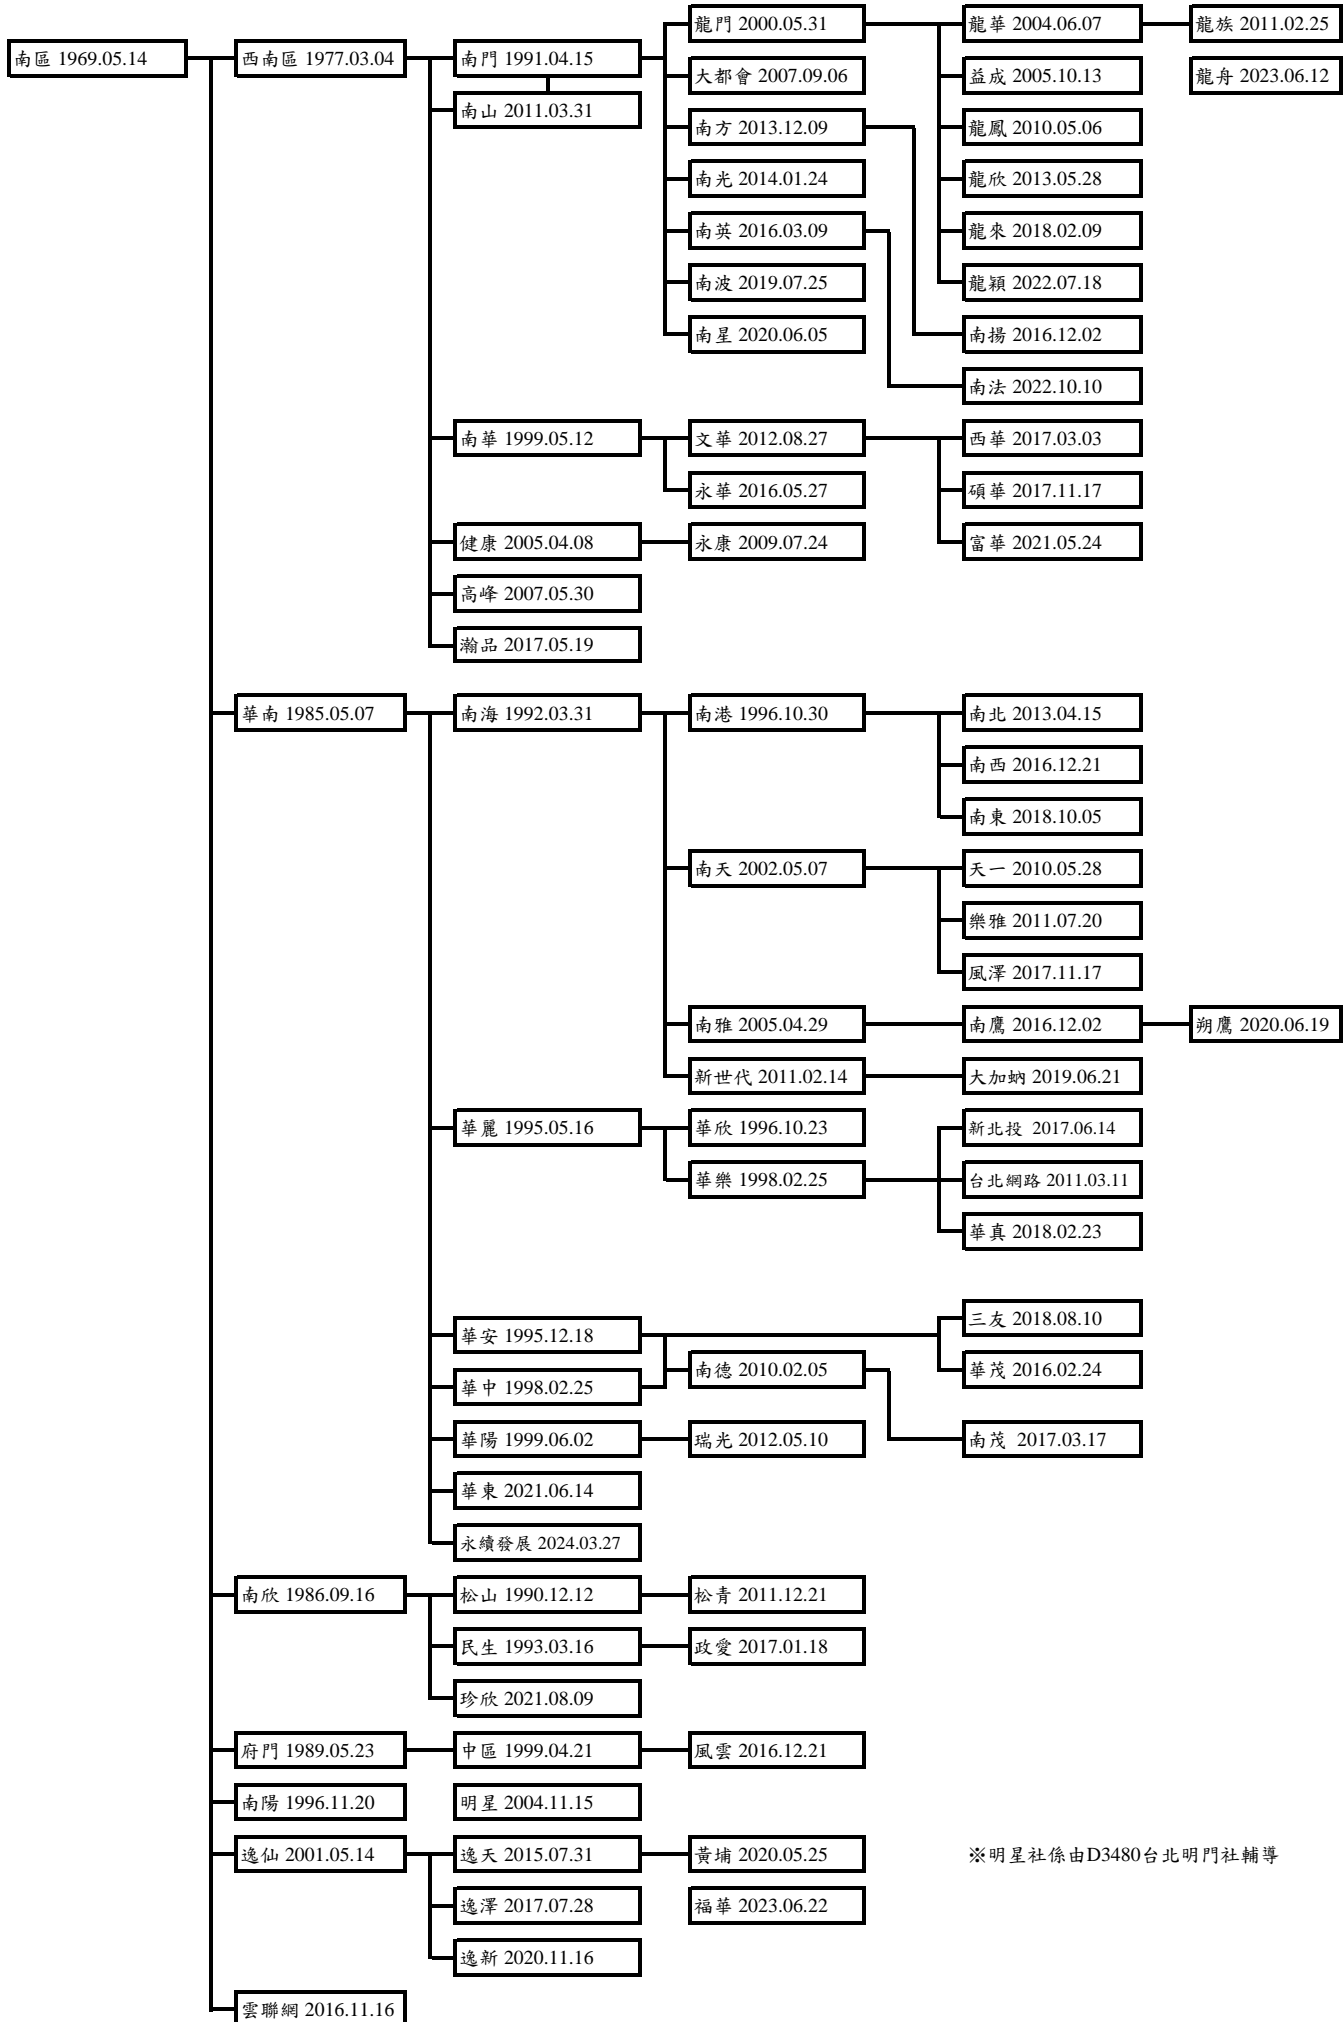 龍門 2000.05.31
龍華 2004.06.07
龍族 2011.02.25
南區 1969.05.14
西南區 1977.03.04
南門 1991.04.15
大都會 2007.09.06
益成 2005.10.13
龍舟 2023.06.12
南山 2011.03.31
南方 2013.12.09
龍鳳 2010.05.06
南光 2014.01.24
龍欣 2013.05.28
南英 2016.03.09
龍來 2018.02.09
南波 2019.07.25
龍穎 2022.07.18
南星 2020.06.05
南揚 2016.12.02
南法 2022.10.10
南華 1999.05.12
文華 2012.08.27
西華 2017.03.03
永華 2016.05.27
碩華 2017.11.17
健康 2005.04.08
永康 2009.07.24
富華 2021.05.24
高峰 2007.05.30
瀚品 2017.05.19
華南 1985.05.07
南海 1992.03.31
南港 1996.10.30
南北 2013.04.15
南西 2016.12.21
南東 2018.10.05
南天 2002.05.07
天一 2010.05.28
樂雅 2011.07.20
風澤 2017.11.17
南雅 2005.04.29
南鷹 2016.12.02
朔鷹 2020.06.19
新世代 2011.02.14
大加蚋 2019.06.21
華麗 1995.05.16
華欣 1996.10.23
新北投 2017.06.14
華樂 1998.02.25
台北網路 2011.03.11
華真 2018.02.23
三友 2018.08.10
華安 1995.12.18
南德 2010.02.05
華茂 2016.02.24
華中 1998.02.25
華陽 1999.06.02
瑞光 2012.05.10
南茂 2017.03.17
華東 2021.06.14
永續發展 2024.03.27
南欣 1986.09.16
松山 1990.12.12
松青 2011.12.21
民生 1993.03.16
政愛 2017.01.18
珍欣 2021.08.09
府門 1989.05.23
中區 1999.04.21
風雲 2016.12.21
南陽 1996.11.20
明星 2004.11.15
逸仙 2001.05.14
逸天 2015.07.31
黃埔 2020.05.25
※明星社係由D3480台北明門社輔導
逸澤 2017.07.28
福華 2023.06.22
逸新 2020.11.16
雲聯網 2016.11.16